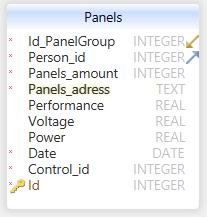 Panels
Id_PanelGroup INTEGER
Person_id INTEGER
Panels_amount INTEGER
Panels_adress TEXT
Performance REAL
Voltage REAL
Power REAL
Date DATE
Control_id INTEGER
Id INTEGER